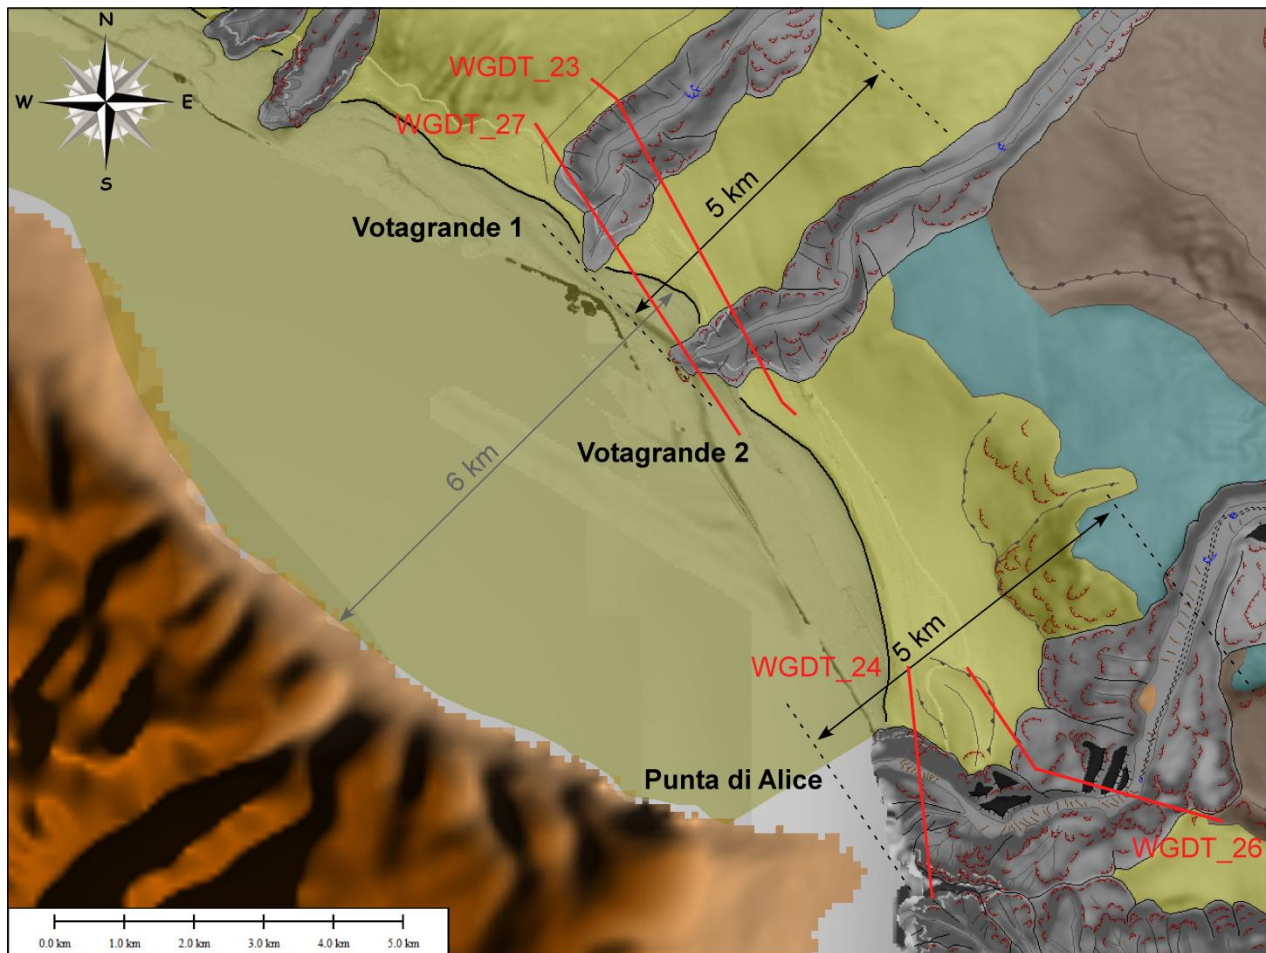 N
W
E
S
WGDT_23
WGDT_27
5 km
Votagrande 1
6 km
Votagrande 2
5 km
WGDT_24
Punta di Alice
WGDT_26
0.0 km 1.0 km 2.0 km 3.0 km 4.0 km 5.0 km